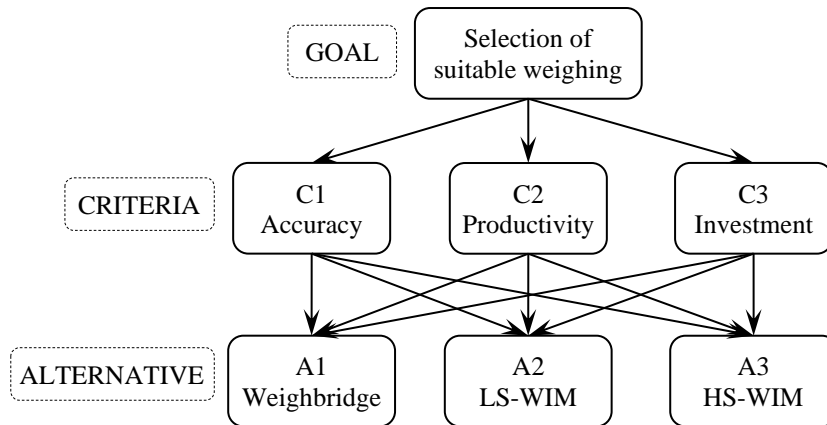 GOAL
Selection of
suitable weighing
CRITERIA
C1
Accuracy
C2
Productivity
C3
Investment
ALTERNATIVE
A1
Weighbridge
A2
LS-WIM
A3
HS-WIM